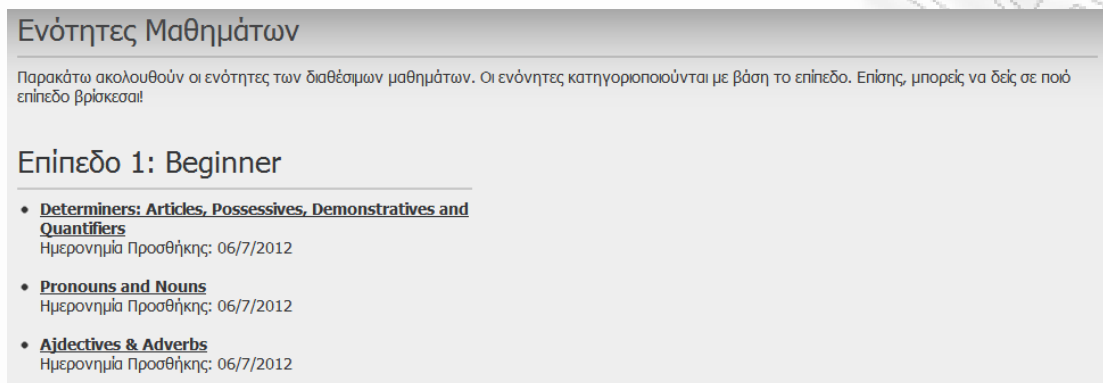 Ενότητες Μαθημάτων
Παρακάτω ακολουθούν οι ενότητες των διαθέσιμων μαθημάτων. Οι ενόνητες κατηγοριοποιούνται με βάση το επίπεδο. Επίσης, μπορείς να δείς σε ποιό
επίπεδο βρίσκεσαι!
Επίπεδο 1: Beginner
• Determiners: Articles, Possessives, Demonstratives and
Quantifiers
Ημερονημία Προσθήκης: 06/7/2012
• Pronouns and Nouns
Ημερονημία Προσθήκης: 06/7/2012
• Ajdectives & Adverbs
Ημερονημία Προσθήκης: 06/7/2012